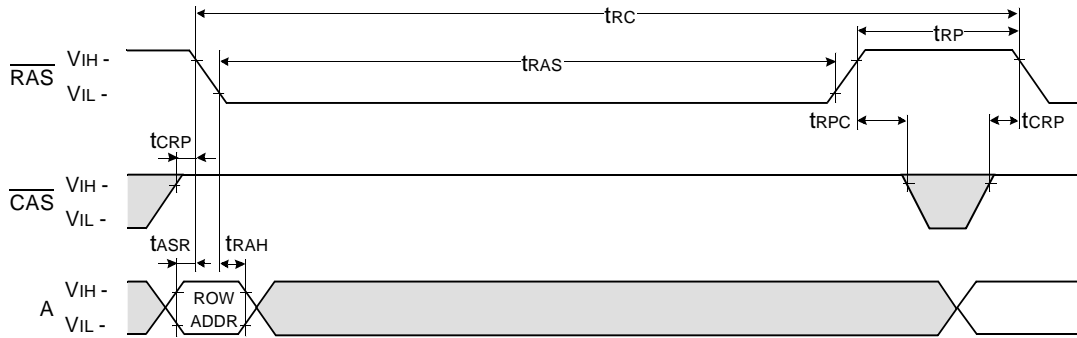 tRC
tRP
RAS
VIH -
VIL -
tRAS
tCRP
tRPC
tCRP
CAS
VIH -
VIL -
tASR
tRAH
A
VIH -
VIL -
ROW
ADDR